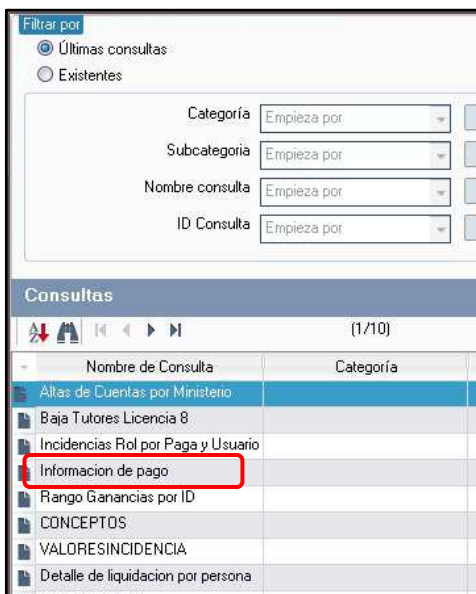 Filtrar por
Últimas consultas
Existentes
Categoría Empieza por
Subcategoria Empieza por
Nombre consulta Empieza por
ID Consulta Empieza por
Consultas
(1/10)
Nombre de Consulta Categoría
Altas de Cuentas por Ministerio
Baja Tutores Licencia 8
Incidencias Rol por Paga y Usuario
Informacion de pago
Rango Ganancias por ID
CONCEPTOS
VALORESINCIDENCIA
Detalle de liquidacion por persona